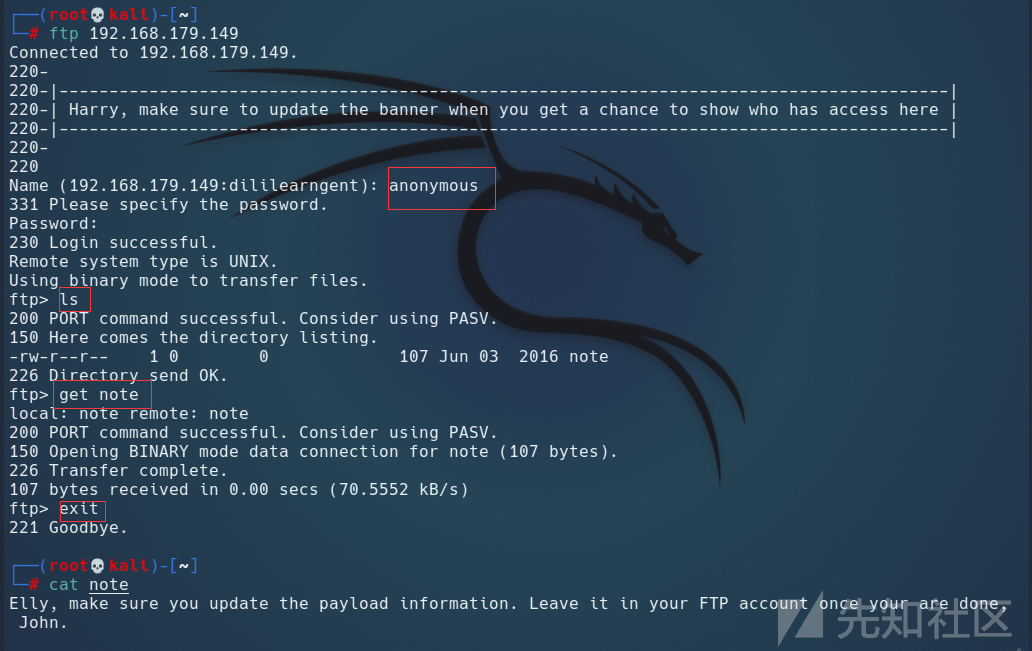 ┌──(root💀kali)-[~]
└─# ftp 192.168.179.149
Connected to 192.168.179.149.
220-
220-|-----------------------------------------------------------------------------------------|
220-| Harry, make sure to update the banner when you get a chance to show who has access here |
220-|-----------------------------------------------------------------------------------------|
220-
220
Name (192.168.179.149:dililearngent): anonymous
331 Please specify the password.
Password:
230 Login successful.
Remote system type is UNIX.
Using binary mode to transfer files.
ftp> ls
200 PORT command successful. Consider using PASV.
150 Here comes the directory listing.
-rw-r--r--    1 0        0             107 Jun 03  2016 note
226 Directory send OK.
ftp> get note
local: note remote: note
200 PORT command successful. Consider using PASV.
150 Opening BINARY mode data connection for note (107 bytes).
226 Transfer complete.
107 bytes received in 0.00 secs (70.5552 kB/s)
ftp> exit
221 Goodbye.
┌──(root💀kali)-[~]
└─# cat note
Elly, make sure you update the payload information. Leave it in your FTP account once your are done,
 John.
先知社区